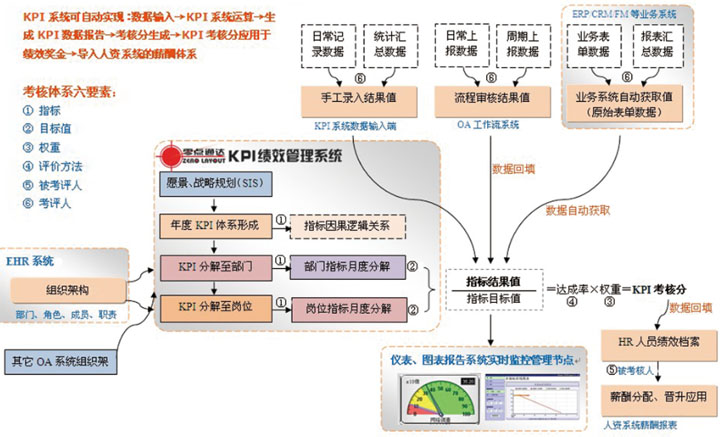 KPI 系统可自动实现：数据输入→KPI 系统运算→生
成 KPI 数据报告→考核分生成→KPI 考核分应用于
绩效奖金→导入人资系统的薪酬体系
考核体系六要素：
① 指标
② 目标值
③ 权重
④ 评价方法
⑤ 被考评人
⑥ 考评人
日常记
录数据
统计汇
总数据
⑥
手工录入结果值
KPI 系统数据输入端
日常上
报数据
周期上
报数据
⑥
流程审核结果值
OA 工作流系统
ERP/CRM/FM 等业务系统
业务表
单数据
报表汇
总数据
⑥
业务系统自动获取值
（原始表单数据）
数据回填
数据自动获取
零点通达
ZERO LAYOUT
KPI绩效管理系统
愿景、战略规划（SIS）
年度 KPI 体系形成
①
指标因果逻辑关系
KPI 分解至部门
①
部门指标月度分解
②
KPI 分解至岗位
①
岗位指标月度分解
②
EHR 系统
组织架构
部门、角色、成员、职责
其它 OA 系统组织架
指标结果值
指标目标值
＝达成率×权重＝KPI 考核分
④
③
数据回填
HR 人员绩效档案
⑤被考核人
薪酬分配、晋升应用
人资系统薪酬报表
仪表、图表报告系统实时监控管理节点